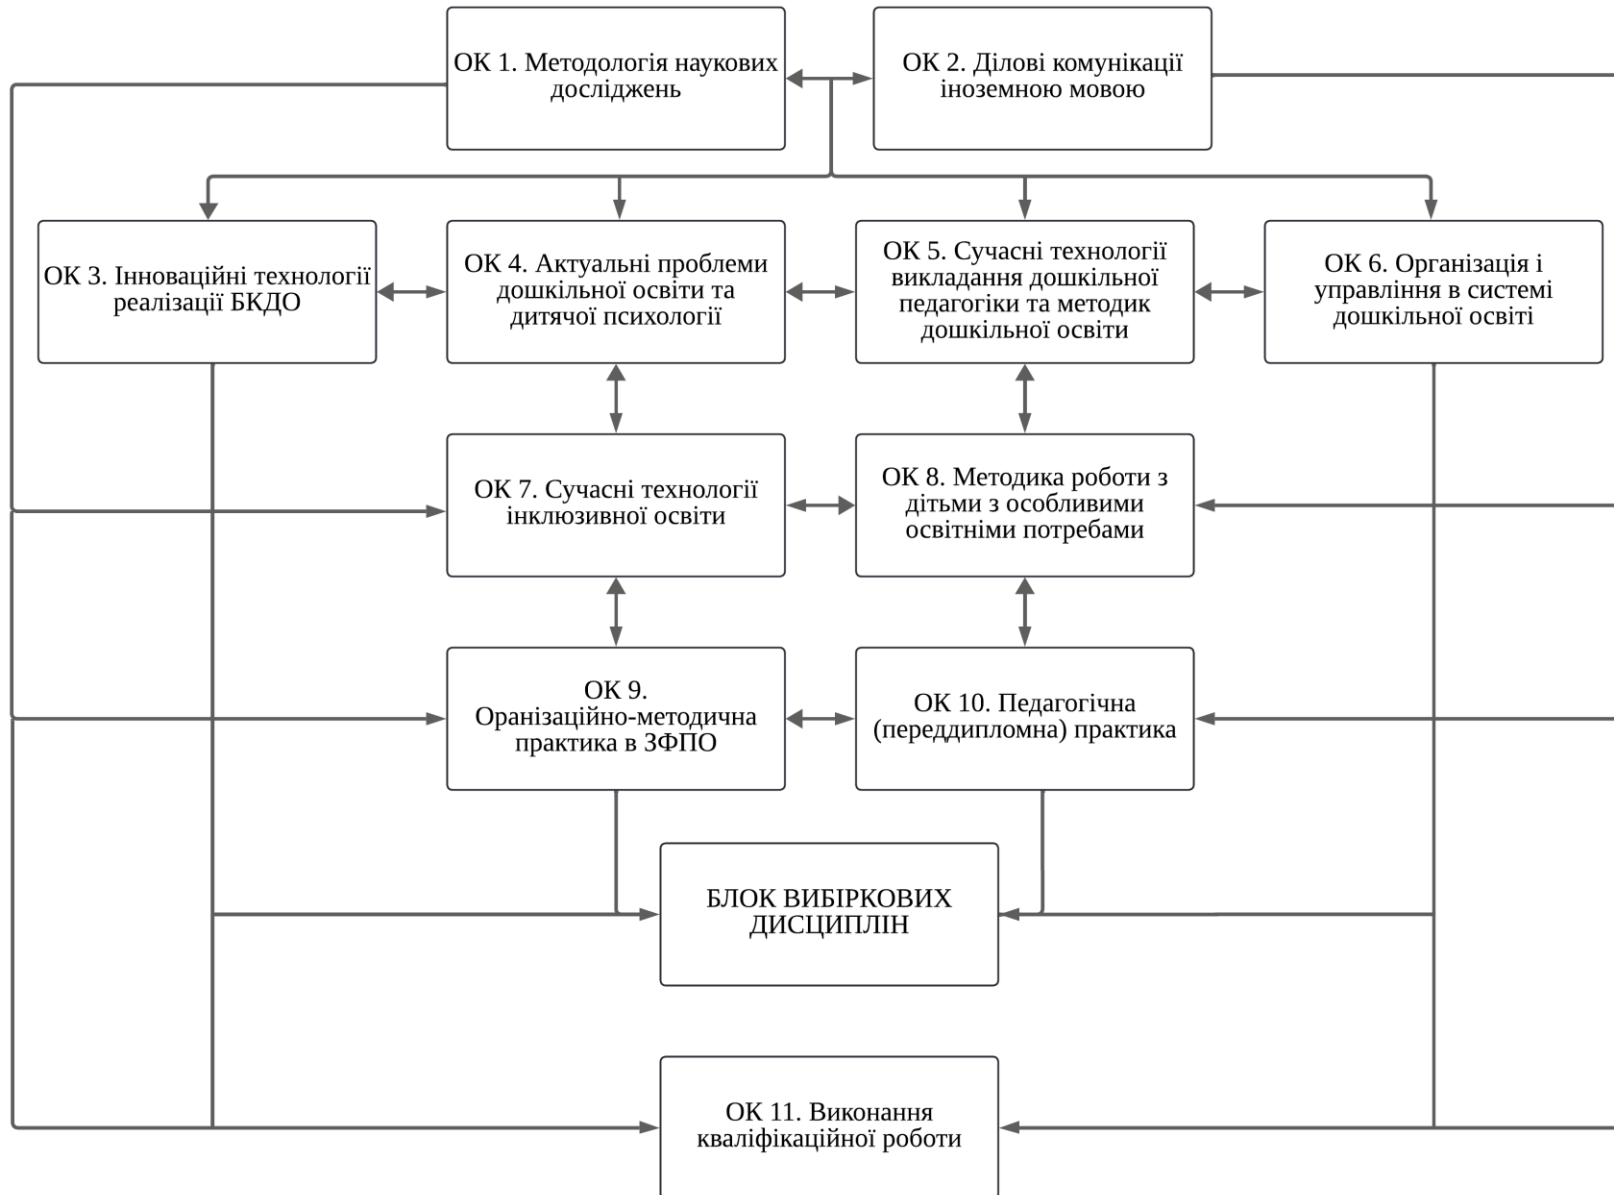 ОК 1. Методологія наукових
досліджень
ОК 2. Ділові комунікації
іноземною мовою
ОК 3. Інноваційні технології
реалізації БКДО
ОК 4. Актуальні проблеми
дошкільної освіти та
дитячої психології
ОК 5. Сучасні технології
викладання дошкільної
педагогіки та методик
дошкільної освіти
ОК 6. Організація і
управління в системі
дошкільної освіті
ОК 7. Сучасні технології
інклюзивної освіти
ОК 8. Методика роботи з
дітьми з особливими
освітніми потребами
ОК 9.
Оранізаційно-методична
практика в ЗФПО
ОК 10. Педагогічна
(переддипломна) практика
БЛОК ВИБІРКОВИХ
ДИСЦИПЛІН
ОК 11. Виконання
кваліфікаційної роботи